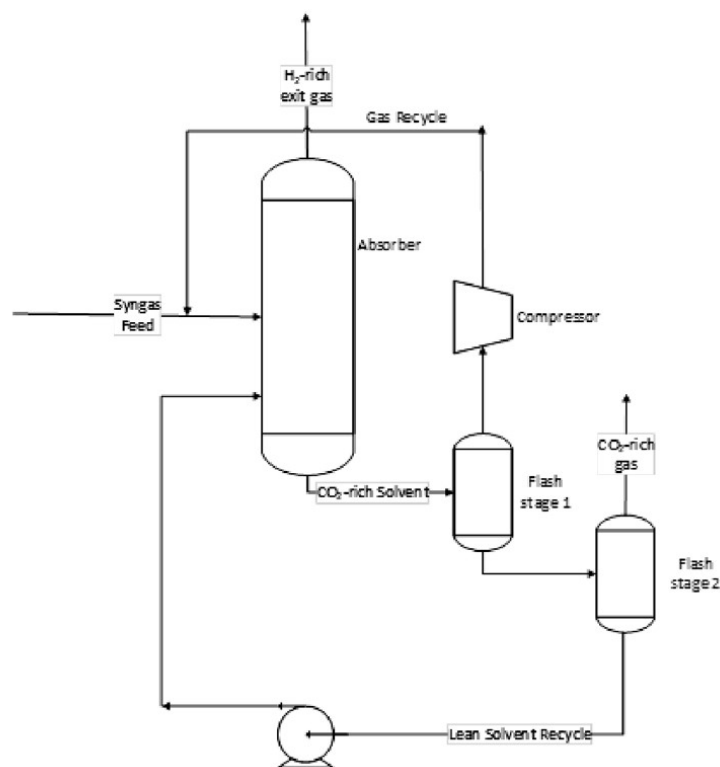 H₂-rich
exit gas
Gas Recycle
Absorber
Syngas
Feed
Compressor
CO₂-rich
gas
CO₂-rich Solvent
Flash
stage 1
Flash
stage 2
Lean Solvent Recycle